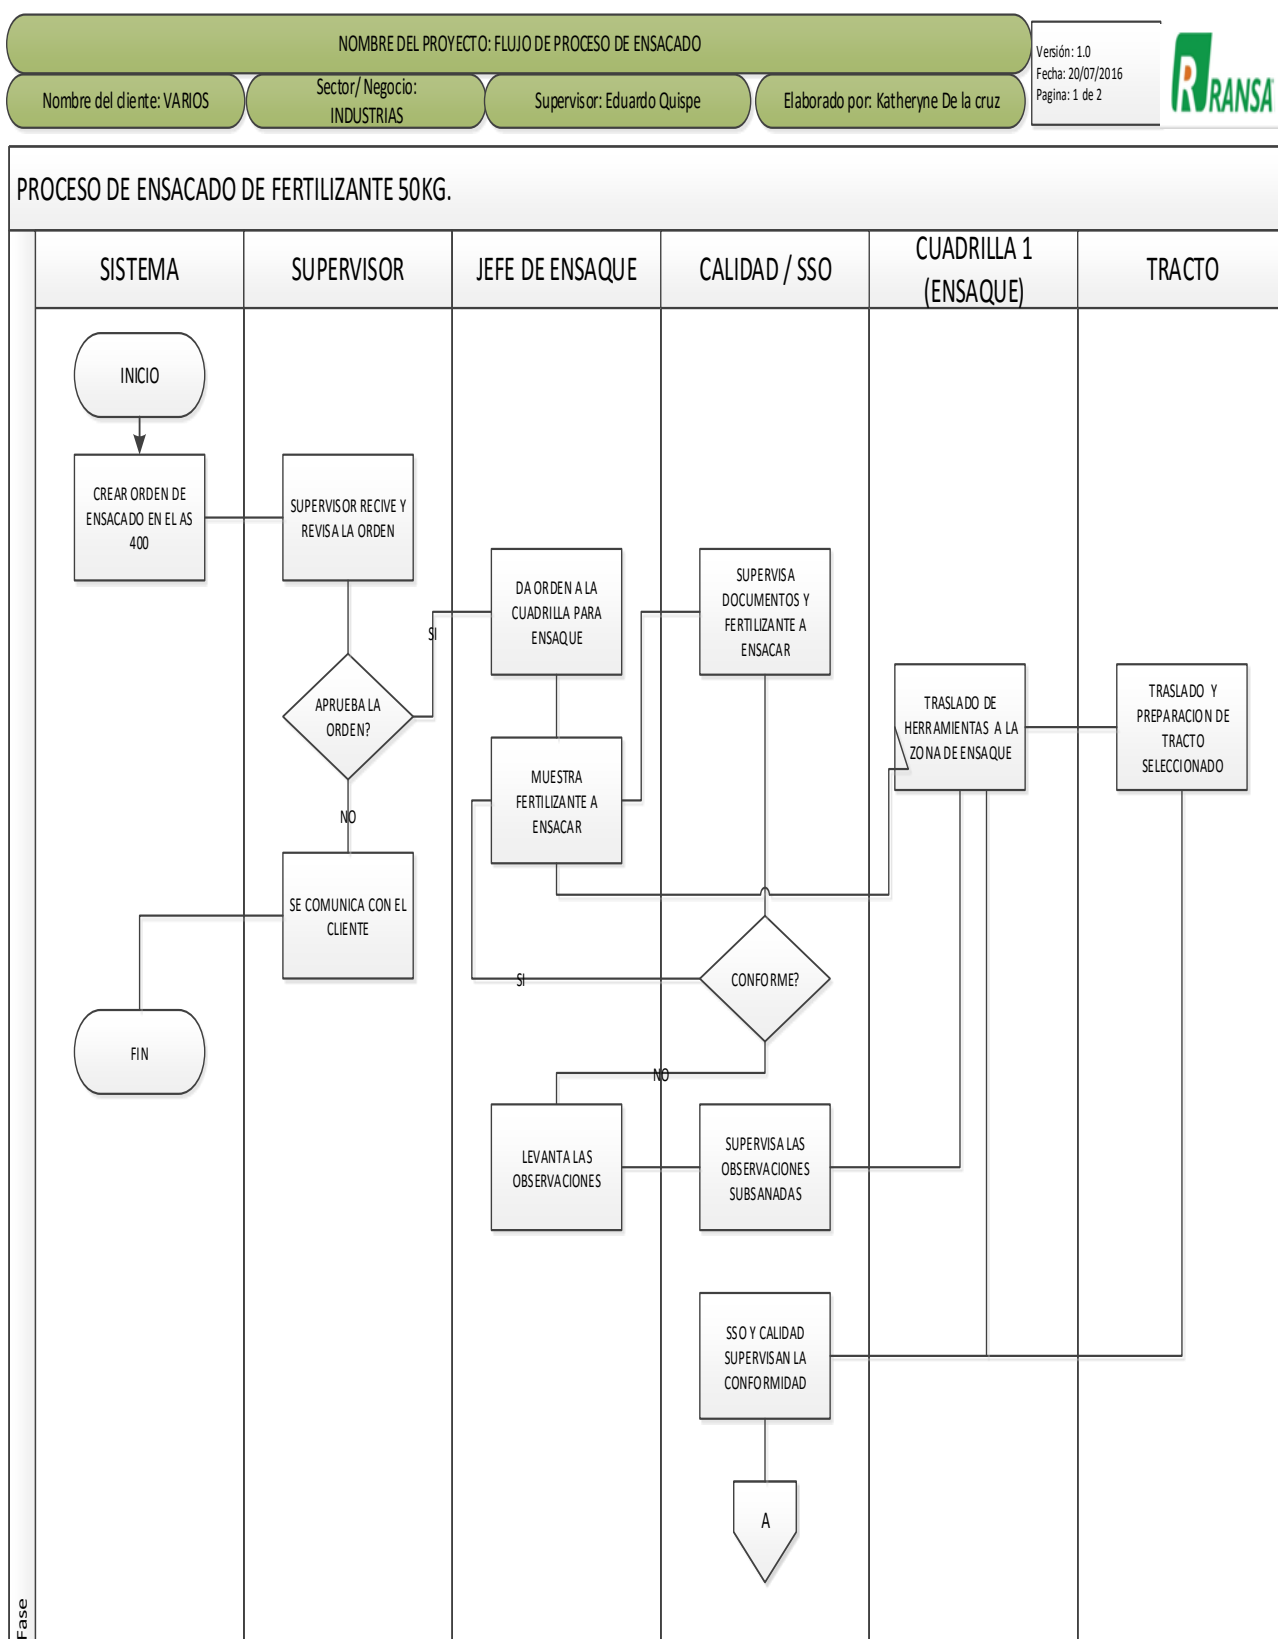 NOMBRE DEL PROYECTO: FLUJO DE PROCESO DE ENSACADO
Nombre del cliente: VARIOS
Sector/ Negocio:
INDUSTRIAS
Supervisor: Eduardo Quispe
Elaborado por: Katheryne De la cruz
Versión: 1.0
Fecha: 20/07/2016
Pagina: 1 de 2
R RANSA
PROCESO DE ENSACADO DE FERTILIZANTE 50KG.
SISTEMA
SUPERVISOR
JEFE DE ENSAQUE
CALIDAD / SSO
CUADRILLA 1
(ENSAQUE)
TRACTO
INICIO
CREAR ORDEN DE
ENSACADO EN EL AS
400
SUPERVISOR RECIVE Y
REVISA LA ORDEN
DA ORDEN A LA
CUADRILLA PARA
ENSAQUE
SUPERVISA
DOCUMENTOS Y
FERTILIZANTE A
ENSACAR
SI
APRUEBA LA
ORDEN?
TRASLADO DE
HERRAMIENTAS A LA
ZONA DE ENSAQUE
TRASLADO Y
PREPARACION DE
TRACTO
SELECCIONADO
MUESTRA
FERTILIZANTE A
ENSACAR
NO
SE COMUNICA CON EL
CLIENTE
SI
CONFORME?
FIN
NO
LEVANTA LAS
OBSERVACIONES
SUPERVISA LAS
OBSERVACIONES
SUBSANADAS
SSO Y CALIDAD
SUPERVISAN LA
CONFORMIDAD
A
Fase